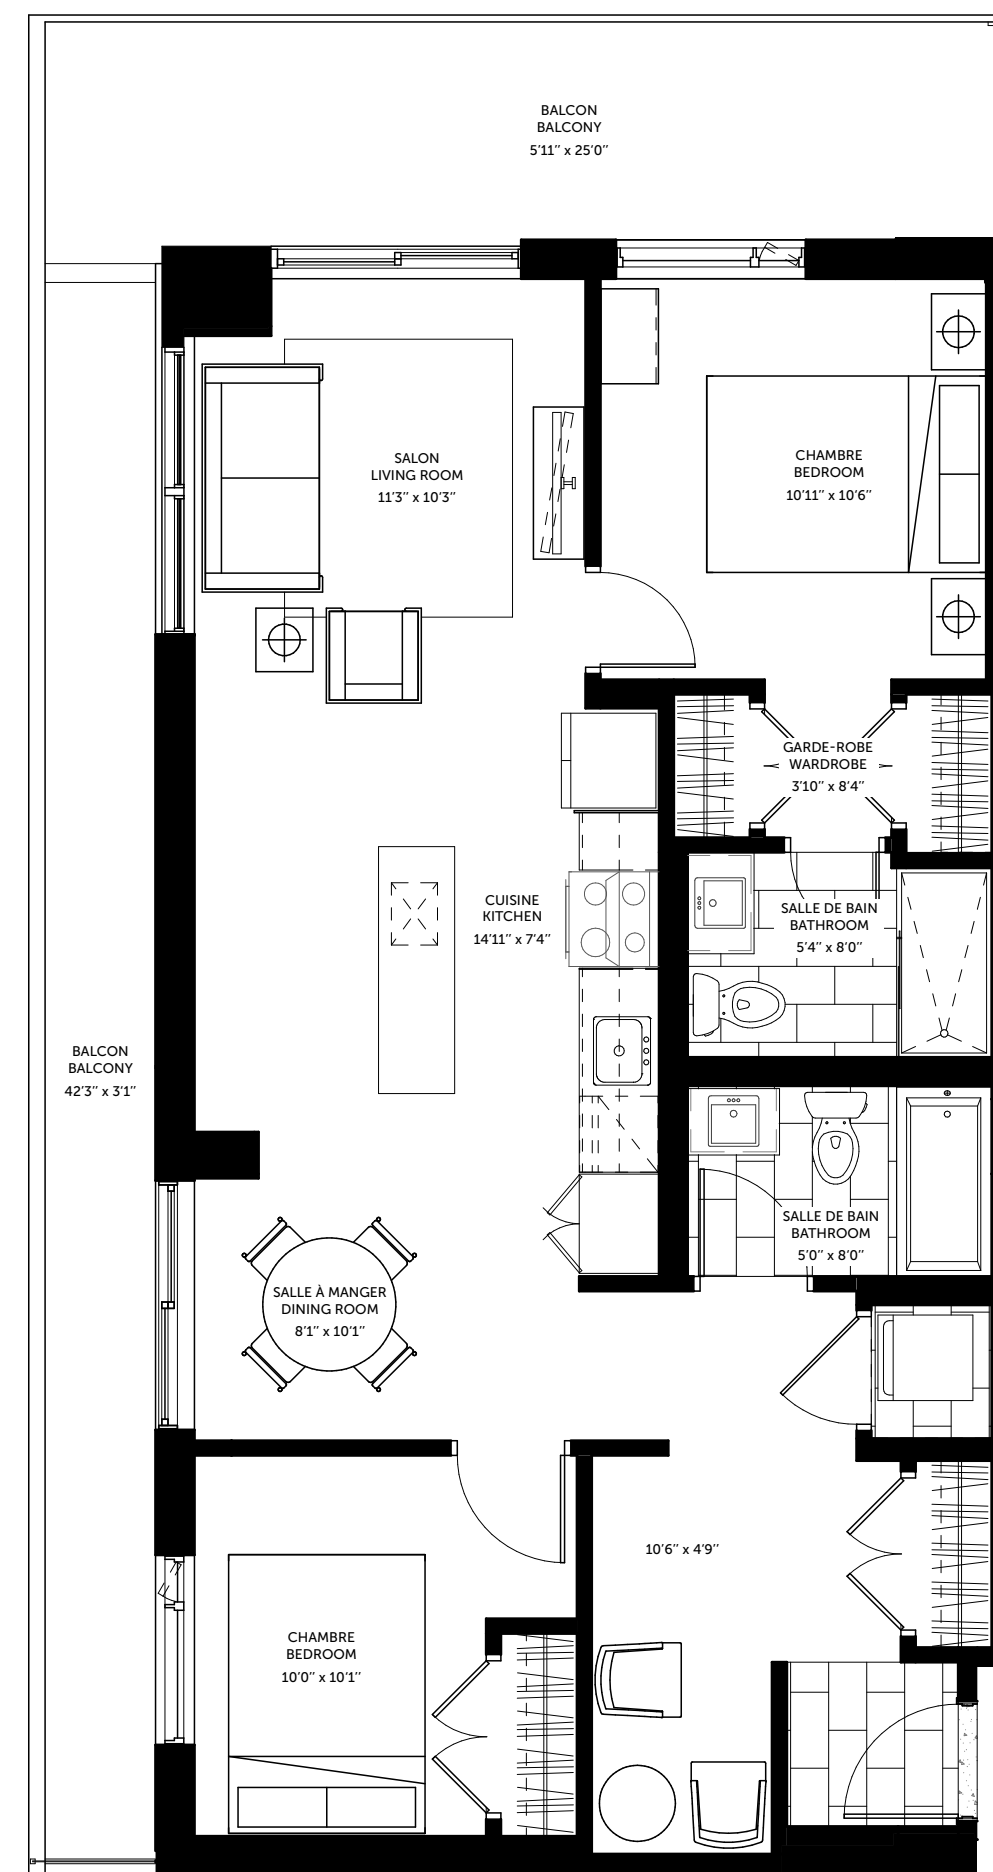 BALCON
BALCONY
5'11'' x 25'0''
SALON
LIVING ROOM
11'3'' x 10'3''
CHAMBRE
BEDROOM
10'11'' x 10'6''
GARDE-ROBE
WARDROBE
3'10'' x 8'4''
CUISINE
KITCHEN
14'11'' x 7'4''
SALLE DE BAIN
BATHROOM
5'4'' x 8'0''
BALCON
BALCONY
42'3'' x 3'1''
SALLE DE BAIN
BATHROOM
5'0'' x 8'0''
SALLE À MANGER
DINING ROOM
8'1'' x 10'1''
10'6'' x 4'9''
CHAMBRE
BEDROOM
10'0'' x 10'1''